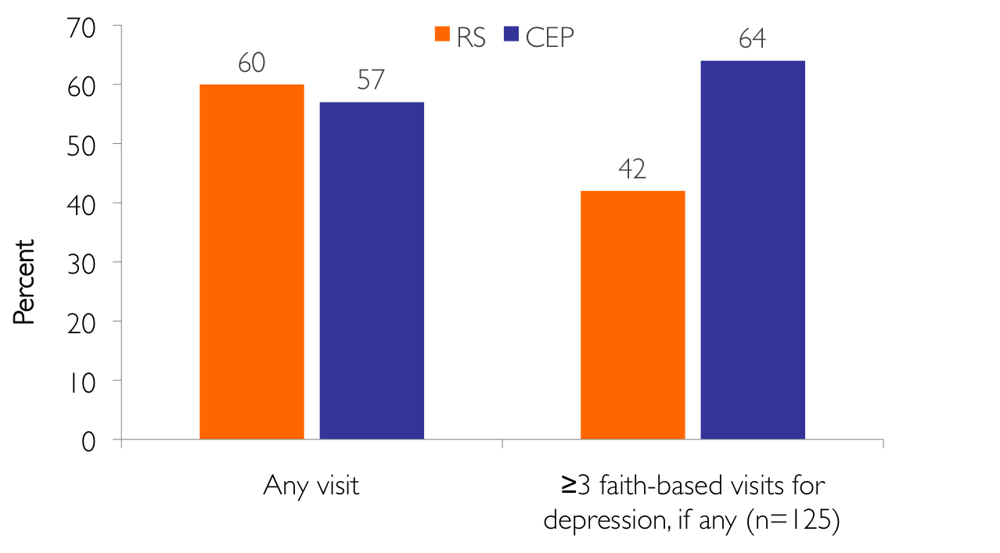 70
60
50
40
30
20
10
0
Percent
RS CEP
60
57
42
64
Any visit
≥3 faith-based visits for
depression, if any (n=125)